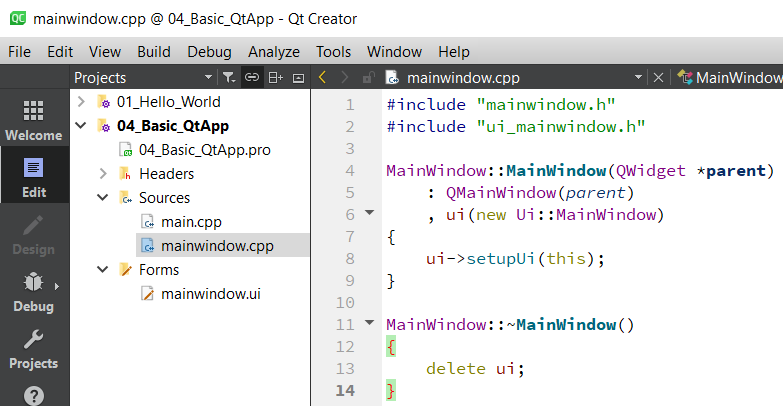 QC mainwindow.cpp @ 04_Basic_QtApp - Qt Creator
File Edit View Build Debug Analyze Tools Window Help
Projects
mainwindow.cpp
MainWindow
Welcome
Edit
Design
Debug
Projects
?
01_Hello_World
04_Basic_QtApp
04_Basic_QtApp.pro
Headers
Sources
main.cpp
mainwindow.cpp
Forms
mainwindow.ui
1 #include "mainwindow.h"
2 #include "ui_mainwindow.h"
3
4 MainWindow::MainWindow(QWidget *parent)
5 : QMainWindow(parent)
6 , ui(new Ui::MainWindow)
7 {
8 ui->setupUi(this);
9 }
10
11 MainWindow::~MainWindow()
12 {
13 delete ui;
14 }